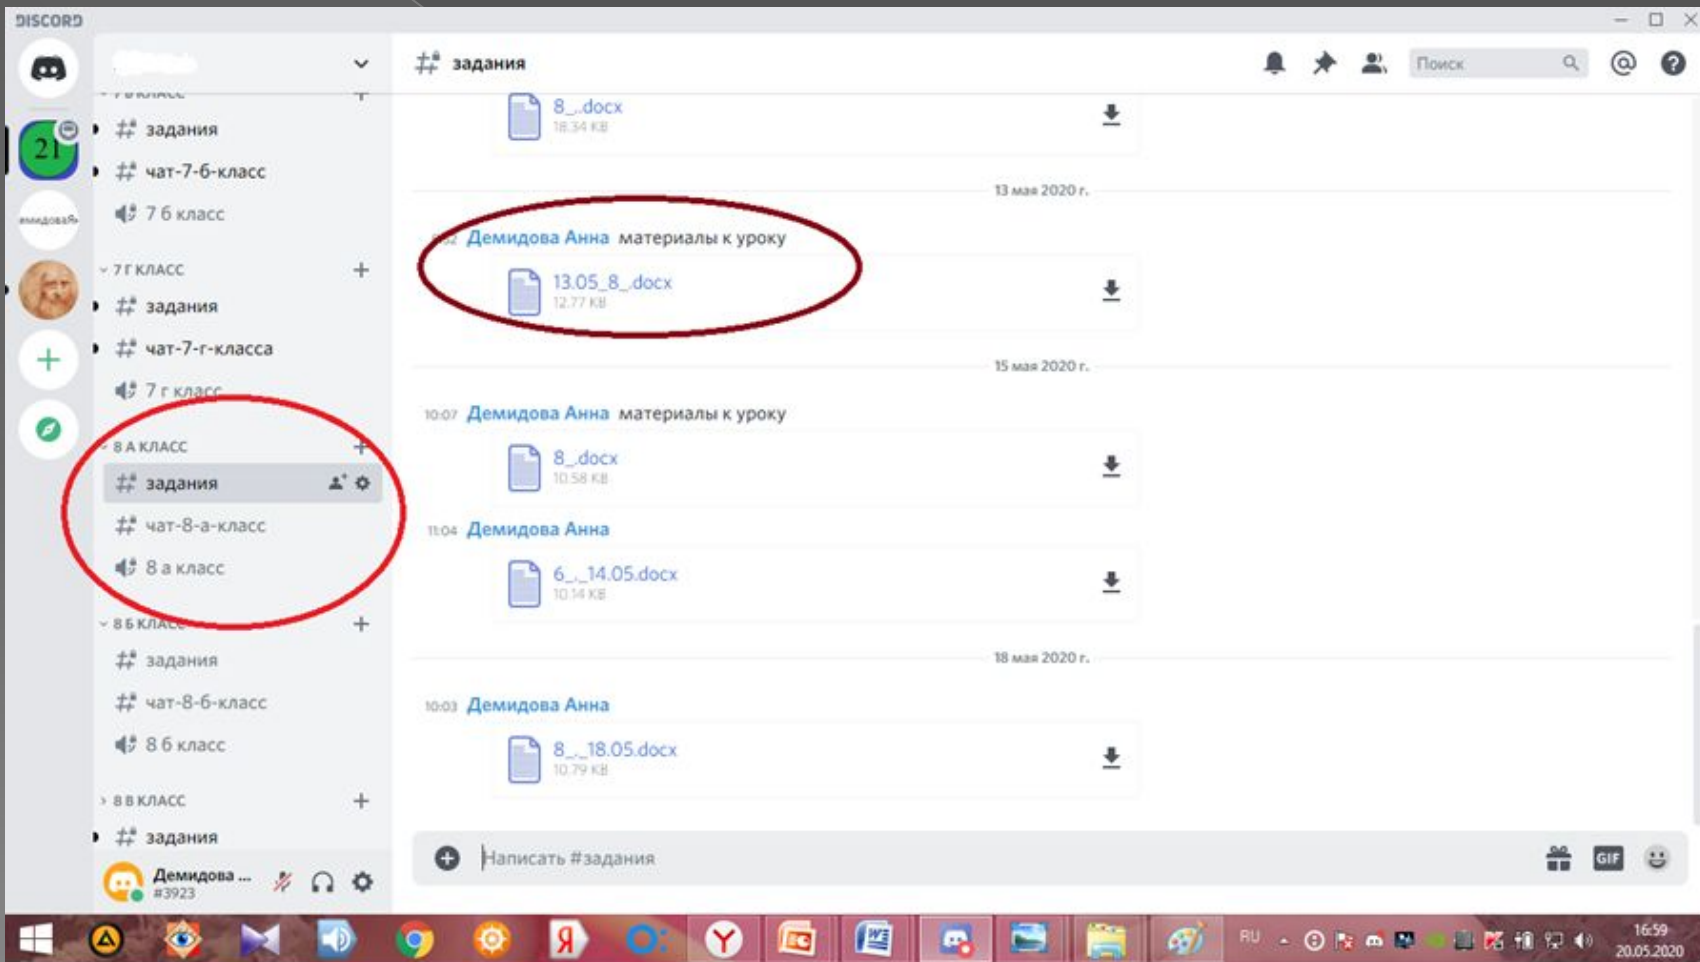 DISCORD
задания
Поиск
7 В КЛАСС
задания
чат-7-б-класс
7 б класс
7 Г КЛАСС
задания
чат-7-г-класса
7 г класс
8 А КЛАСС
задания
чат-8-а-класс
8 а класс
8 Б КЛАСС
задания
чат-8-б-класс
8 б класс
8 В КЛАСС
задания
Демидова ...
#3923
21
8_..docx
18.34 KB
13 мая 2020 г.
Демидова Анна материалы к уроку
13.05_8_.docx
12.77 KB
15 мая 2020 г.
10:07 Демидова Анна материалы к уроку
8_.docx
10.58 KB
11:04 Демидова Анна
6_._14.05.docx
10.14 KB
18 мая 2020 г.
10:03 Демидова Анна
8_._18.05.docx
10.79 KB
Написать #задания
GIF
RU
16:59
20.05.2020